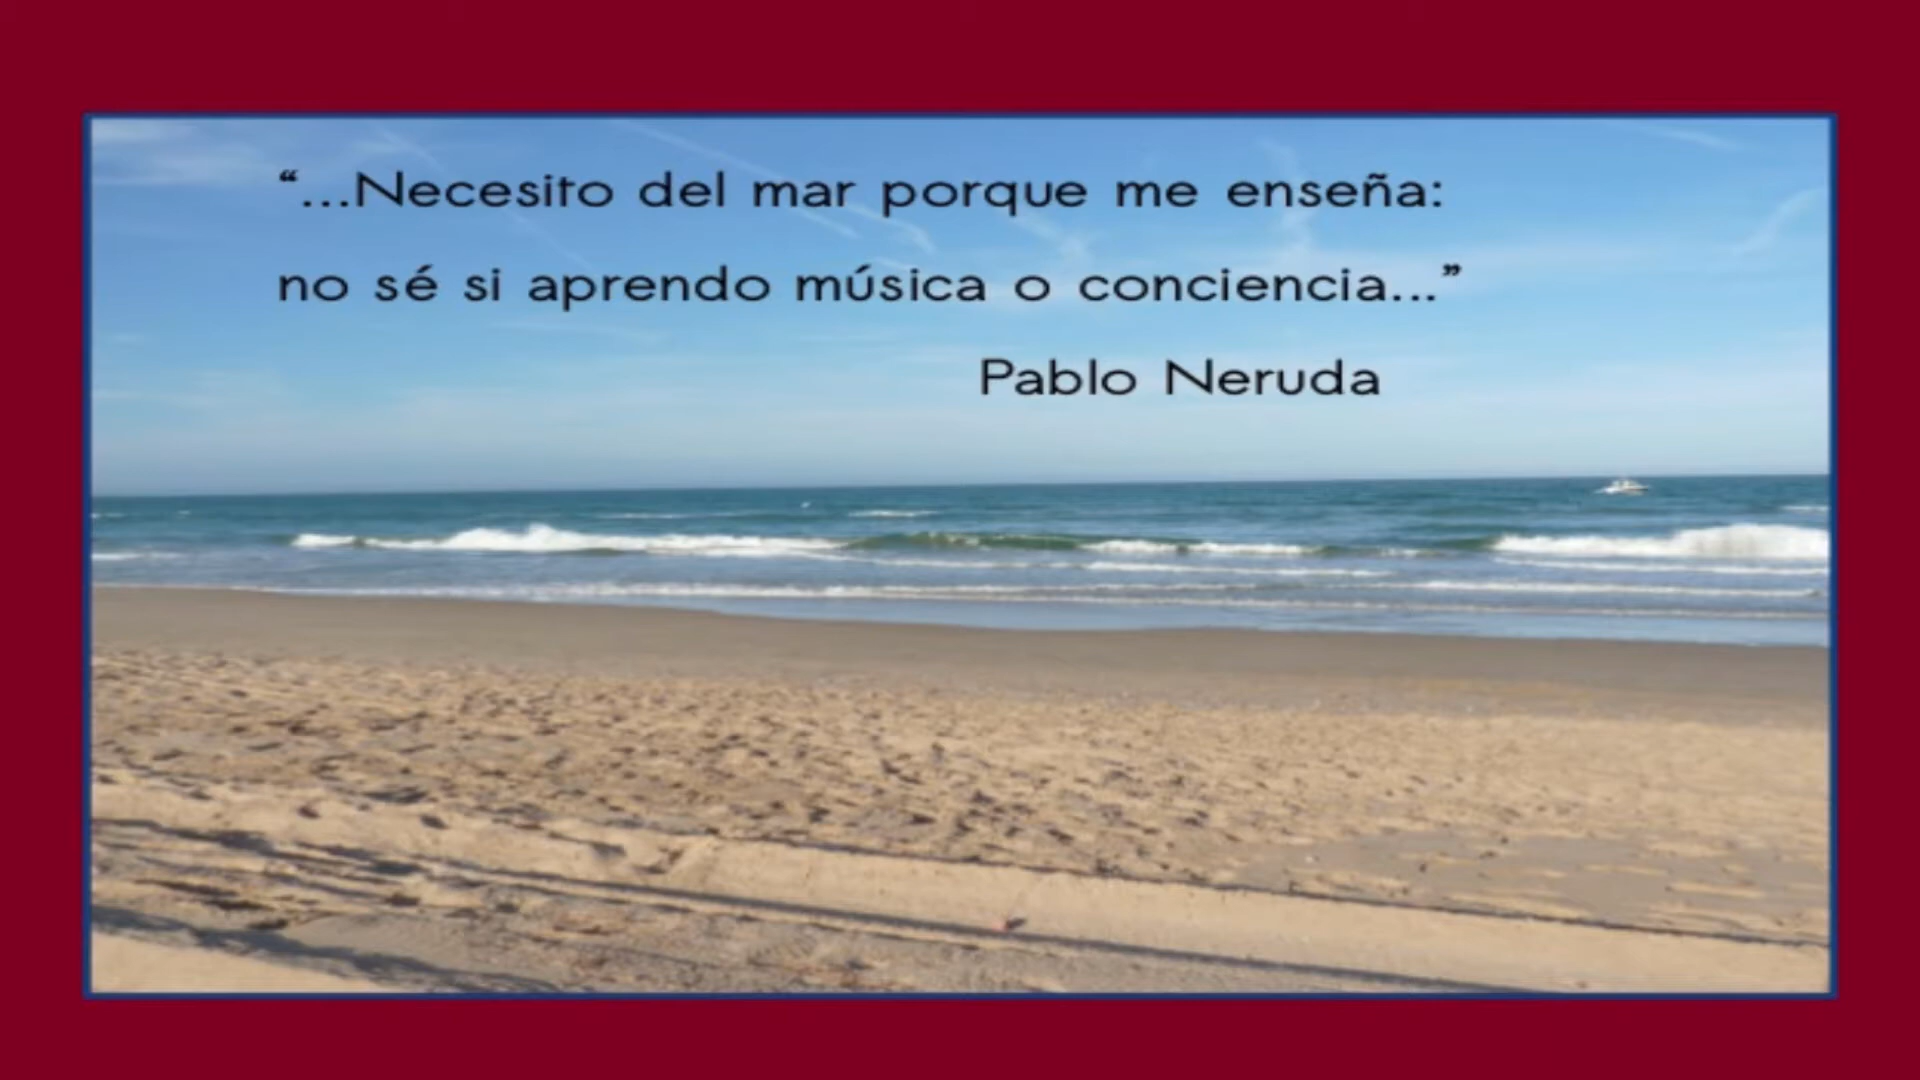 “...Necesito del mar porque me enseña:
no sé si aprendo música o conciencia...”
Pablo Neruda